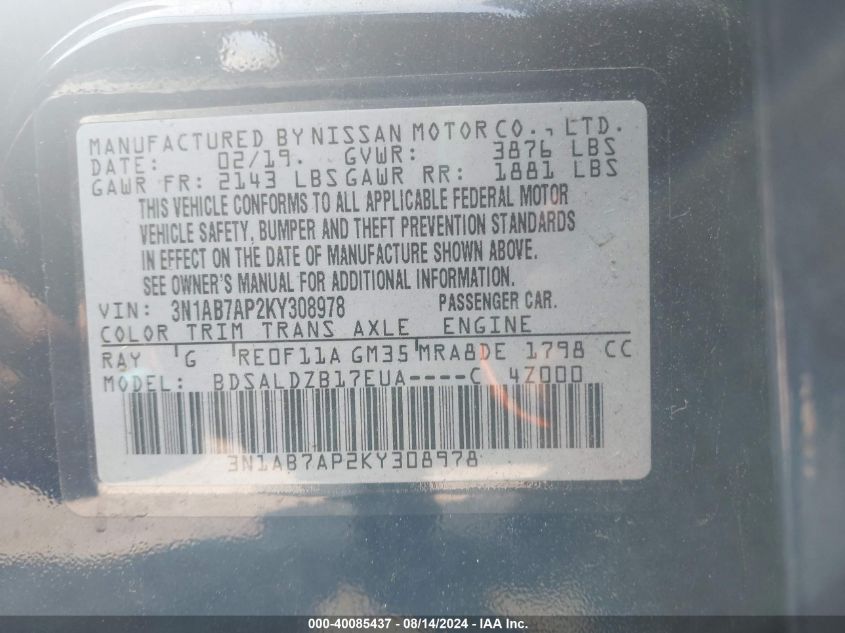 MANUFACTURED BY NISSAN MOTOR CO., LTD.
DATE: 02/19. GVWR: 3876 LBS
GAWR FR: 2143 LBS GAWR RR: 1881 LBS
THIS VEHICLE CONFORMS TO ALL APPLICABLE FEDERAL MOTOR
VEHICLE SAFETY, BUMPER AND THEFT PREVENTION STANDARDS
IN EFFECT ON THE DATE OF MANUFACTURE SHOWN ABOVE.
SEE OWNER'S MANUAL FOR ADDITIONAL INFORMATION.
VIN: 3N1AB7AP2KY308978 PASSENGER CAR.
COLOR TRIM TRANS AXLE ENGINE
RAY G RE0F11A GM35 MRA8DE 1798 CC
MODEL: BDSALDZB17EUA----C 4Z000
3N1AB7AP2KY308978
000-40085437 - 08/14/2024 - IAA Inc.